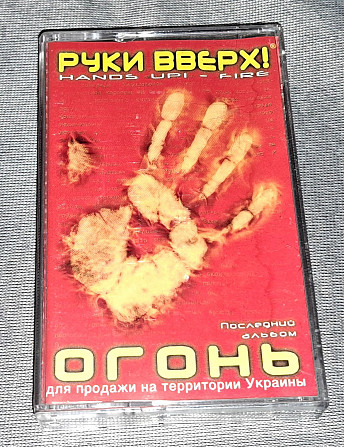 РУКИ ВВЕРХ!
HANDS UP! - FIRE
Последний
альбом
ОГОНЬ
для продажи на территории Украины